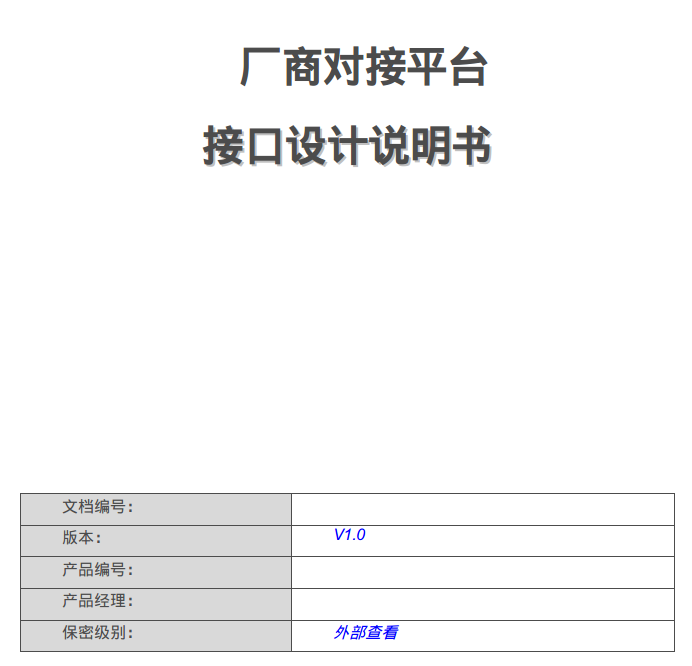 厂商对接平台
接口设计说明书
文档编号:
版本: V1.0
产品编号:
产品经理:
保密级别: 外部查看